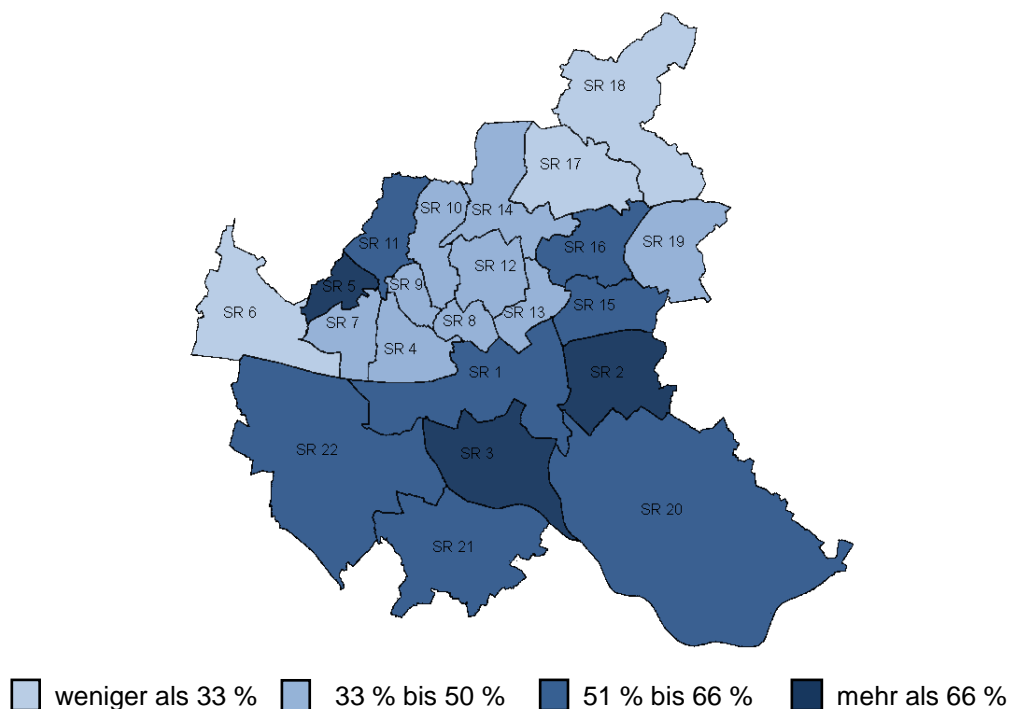 SR 18
SR 17
SR 10
SR 14
SR 11
SR 16
SR 19
SR 12
SR 5
SR 9
SR 6
SR 7
SR 8
SR 13
SR 15
SR 4
SR 1
SR 2
SR 22
SR 3
SR 20
SR 21
weniger als 33 %
33 % bis 50 %
51 % bis 66 %
mehr als 66 %